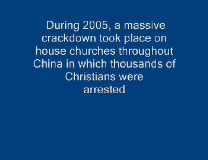 During 2005, a massive
crackdown took place on
house churches throughout
China in which thousands of
Christians were
arrested